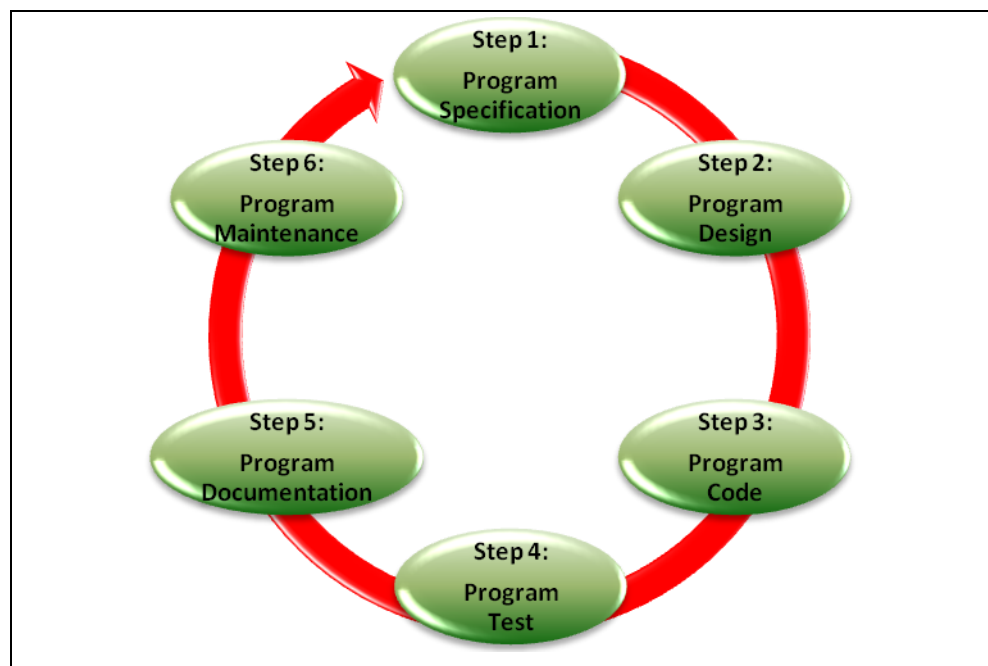 Step 1:
Program
Specification
Step 2:
Program
Design
Step 3:
Program
Code
Step 4:
Program
Test
Step 5:
Program
Documentation
Step 6:
Program
Maintenance